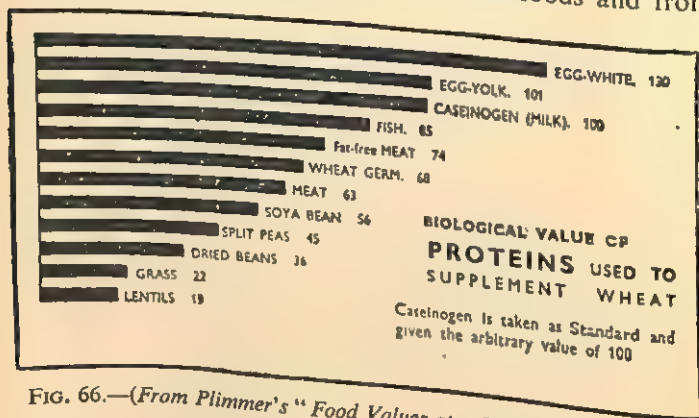 oods and fro
EGG-WHITE. 130
EGG-YOLK. 101
CASEINOGEN (MILK). 100
FISH. 85
Fat-free MEAT 74
WHEAT GERM. 68
MEAT 63
SOYA BEAN 56
SPLIT PEAS 45
DRIED BEANS 36
GRASS 22
LENTILS 19
BIOLOGICAL VALUE OF
PROTEINS USED TO
SUPPLEMENT WHEAT
Caseinogen is taken as Standard and
given the arbitrary value of 100
FIG. 66.—(From Plimmer's "Food Values